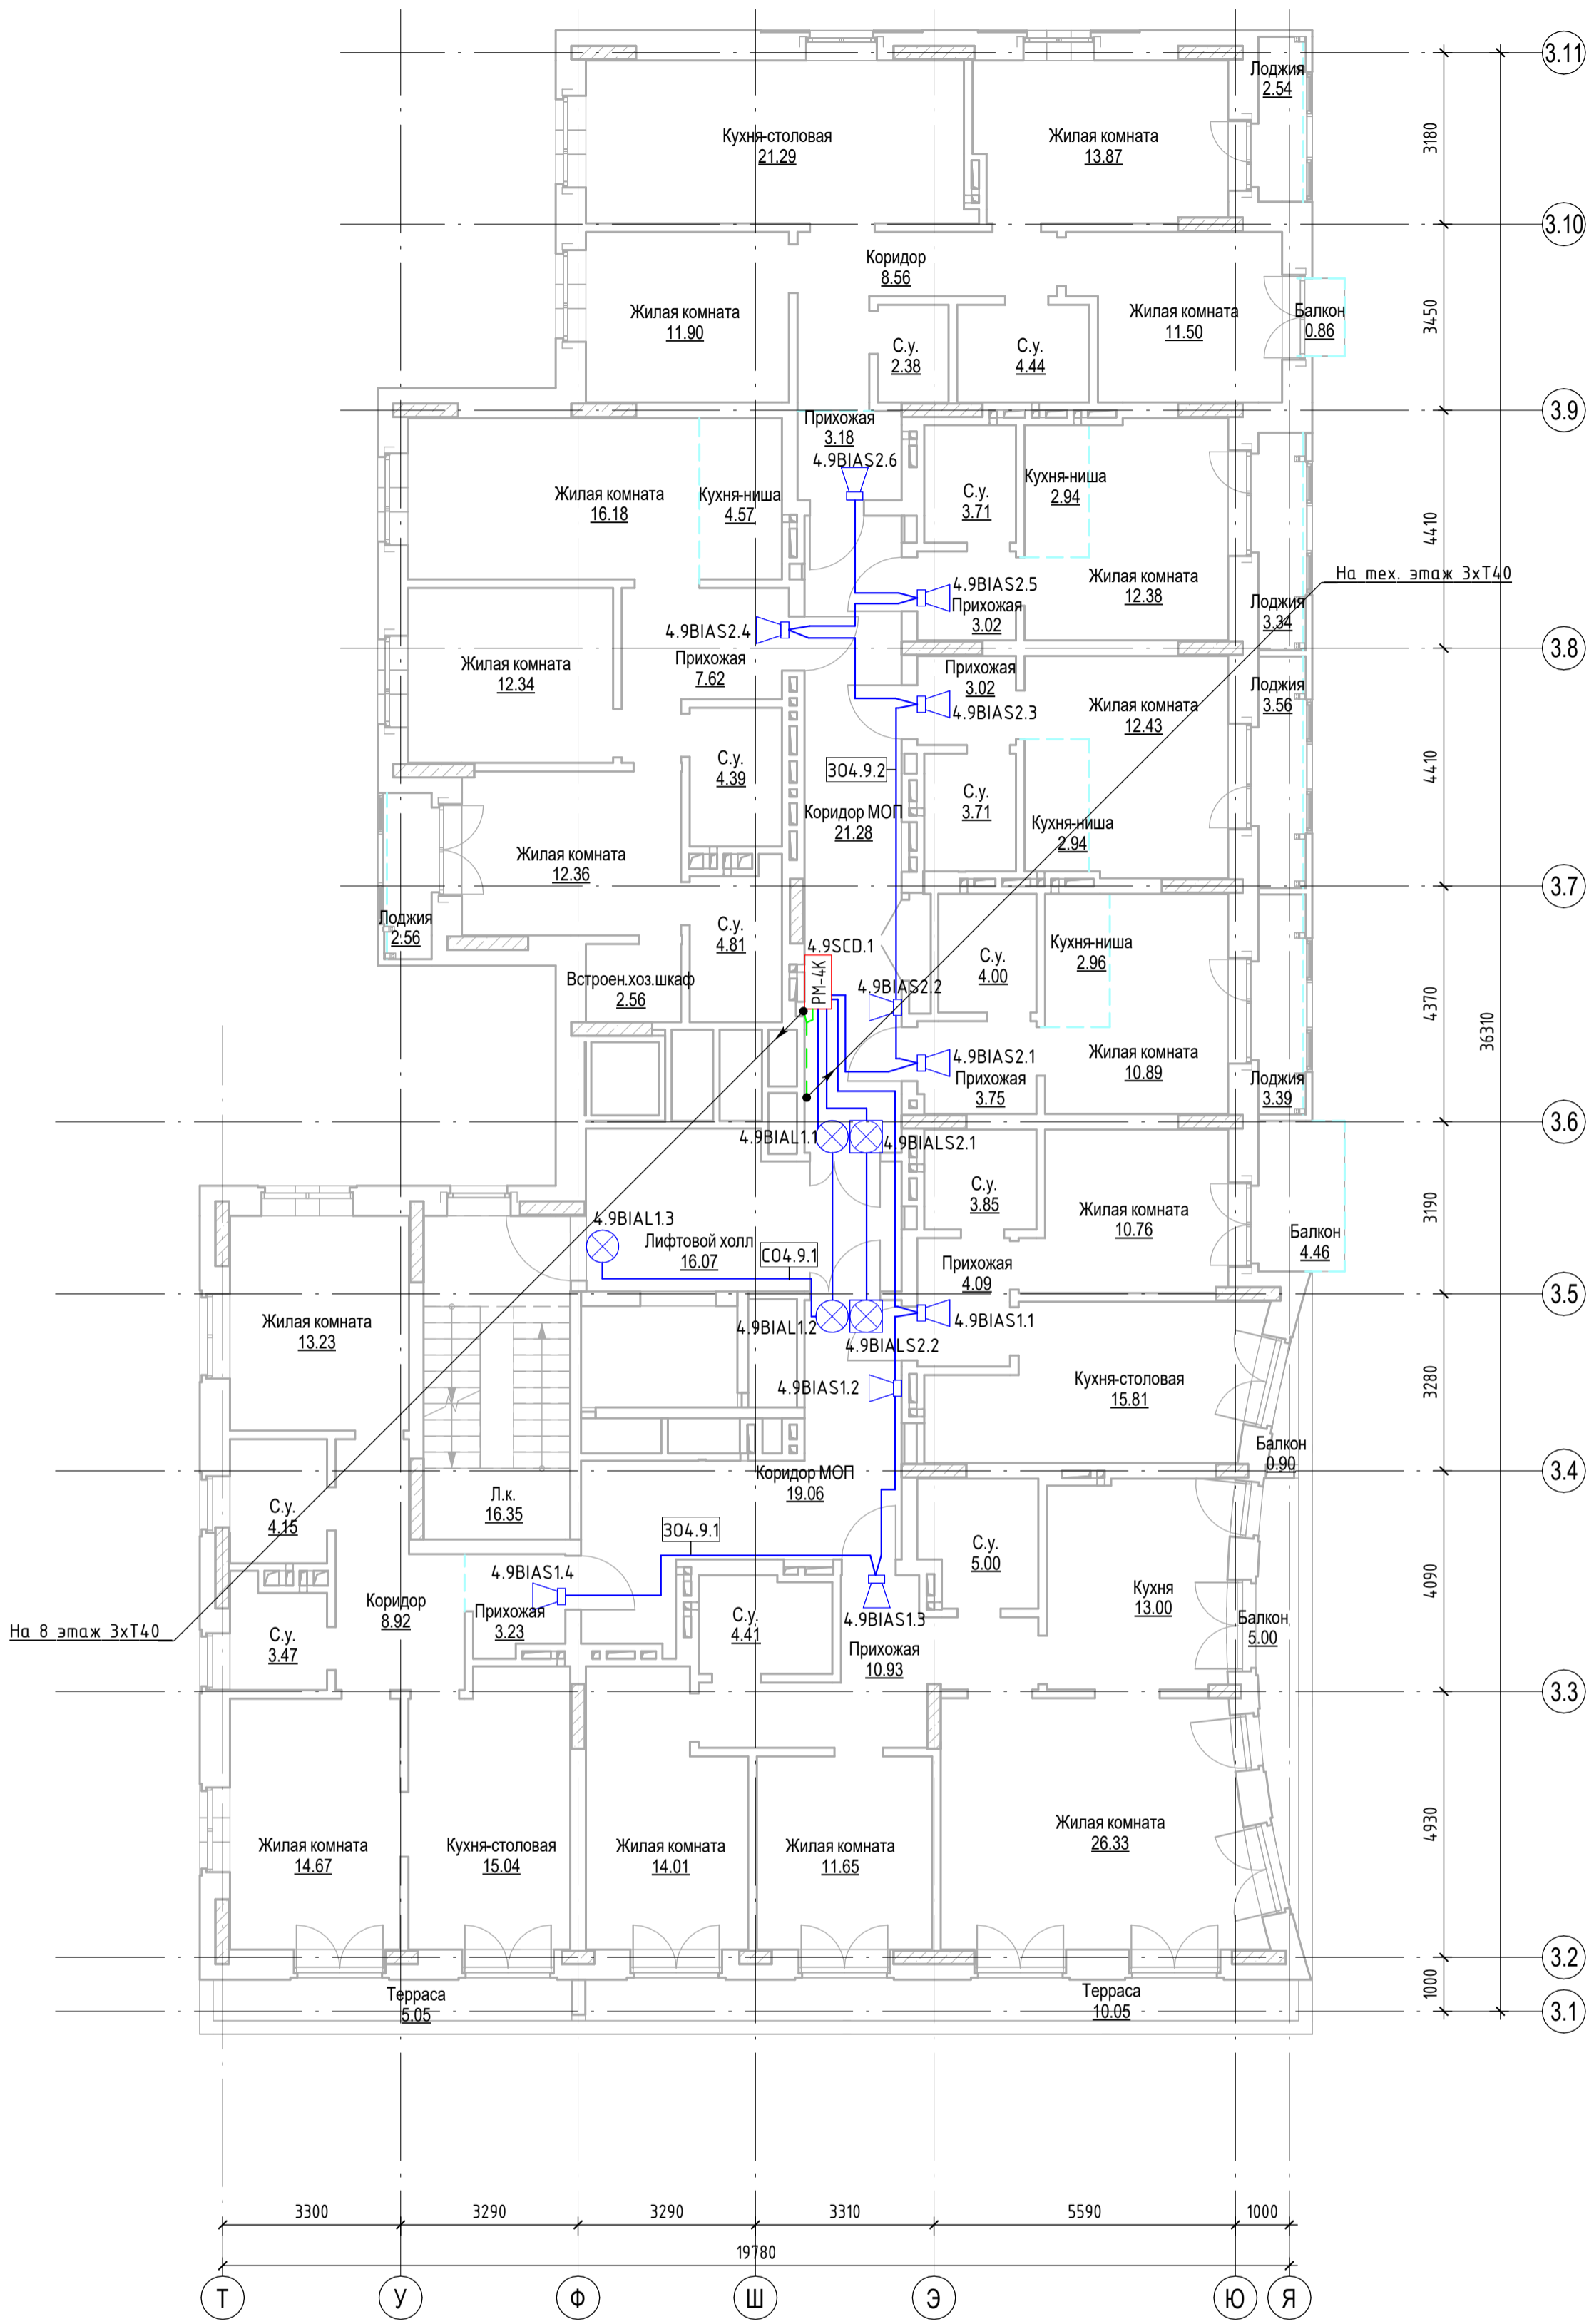 3.11
Лоджия
2.54
Кухня-столовая
21.29
Жилая комната
13.87
3180
3.10
Коридор
8.56
Жилая комната
11.90
С.у.
2.38
С.у.
4.44
Жилая комната
11.50
Балкон
0.86
3450
3.9
Прихожая
3.18
4.9BIAS2.6
Жилая комната
16.18
Кухня-ниша
4.57
С.у.
3.71
Кухня-ниша
2.94
4410
4.9BIAS2.5
Прихожая
3.02
Жилая комната
12.38
На тех. этаж 3хТ40
Лоджия
3.34
4.9BIAS2.4
3.8
Жилая комната
12.34
Прихожая
7.62
Прихожая
3.02
4.9BIAS2.3
Жилая комната
12.43
Лоджия
3.56
С.у.
4.39
ЗО4.9.2
4410
Коридор МОП
21.28
С.у.
3.71
Кухня-ниша
2.94
Жилая комната
12.36
3.7
Лоджия
2.56
С.у.
4.81
4.9SCD.1
РМ-4К
С.у.
4.00
Кухня-ниша
2.96
Встроен.хоз.шкаф
2.56
4.9BIAS2.2
4370
36310
4.9BIAS2.1
Прихожая
3.75
Жилая комната
10.89
Лоджия
3.39
3.6
4.9BIAL1.1
4.9BIALS2.1
С.у.
3.85
Жилая комната
10.76
3190
4.9BIAL1.3
Лифтовой холл
16.07
СО4.9.1
Балкон
4.46
Прихожая
4.09
3.5
Жилая комната
13.23
4.9BIAL1.2
4.9BIALS2.2
4.9BIAS1.1
4.9BIAS1.2
Кухня-столовая
15.81
3280
Балкон
0.90
3.4
Коридор МОП
19.06
Л.к.
16.35
С.у.
4.15
ЗО4.9.1
С.у.
5.00
4.9BIAS1.4
Коридор
8.92
Прихожая
3.23
С.у.
4.41
4.9BIAS1.3
Кухня
13.00
Балкон
5.00
4090
На 8 этаж 3хТ40
С.у.
3.47
Прихожая
10.93
3.3
Жилая комната
14.67
Кухня-столовая
15.04
Жилая комната
14.01
Жилая комната
11.65
Жилая комната
26.33
4930
3.2
Терраса
5.05
Терраса
10.05
1000
3.1
3300
3290
3290
3310
5590
1000
19780
Т
У
Ф
Ш
Э
Ю
Я